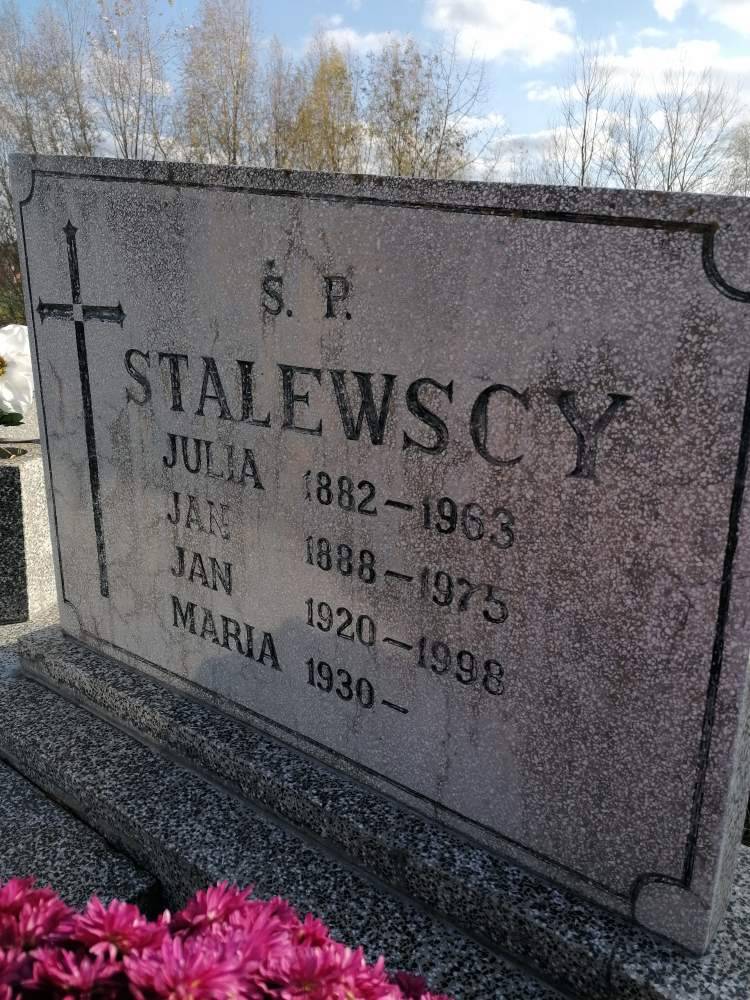 Ś. P.
STALEWSCY
JULIA 1882-1963
JAN 1888-1975
JAN 1920-1998
MARIA 1930-